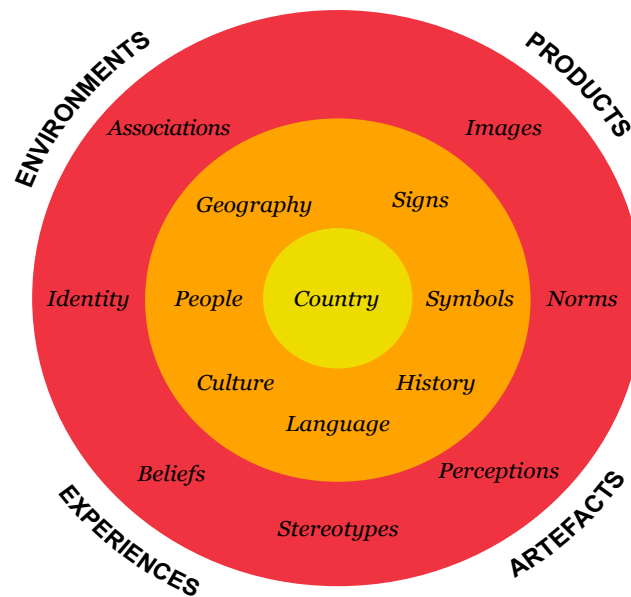 ENVIRONMENTS
PRODUCTS
Associations
Images
Geography
Signs
Identity
People
Country
Symbols
Norms
Culture
History
Language
Beliefs
Perceptions
Stereotypes
EXPERIENCES
ARTEFACTS